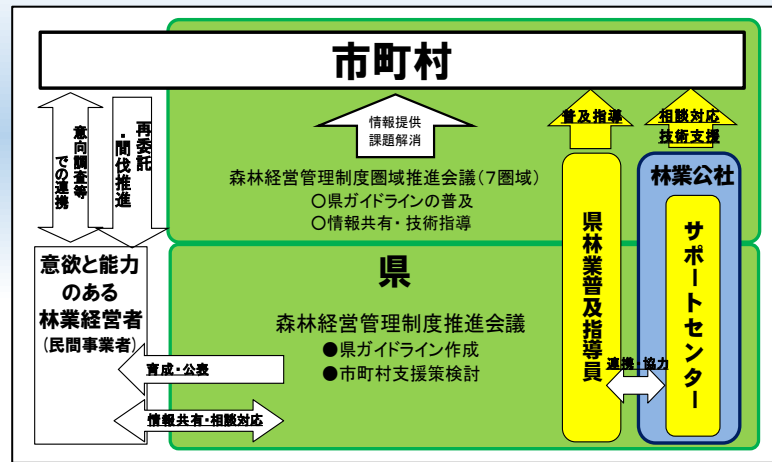 市町村
意向調査等
での連携
再委託
・間伐推進
情報提供
課題解消
普及指導
相談対応
技術支援
森林経営管理制度圏域推進会議(7圏域)
○県ガイドラインの普及
○情報共有・技術指導
林業公社
サポートセンター
県林業普及指導員
連携・協力
意欲と能力
のある
林業経営者
(民間事業者)
県
森林経営管理制度推進会議
●県ガイドライン作成
●市町村支援策検討
育成・公表
情報共有・相談対応